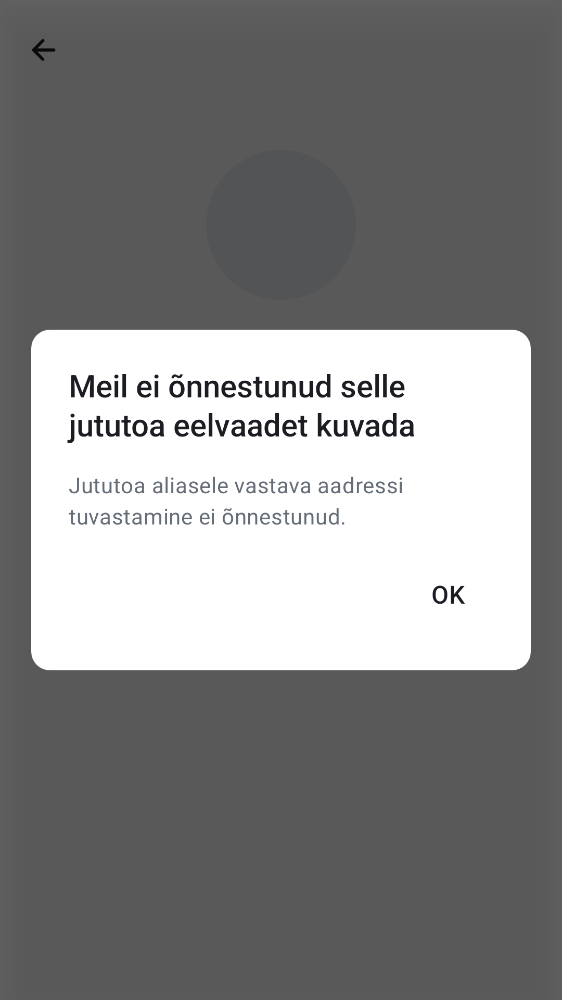 Meil ei õnnestunud selle
jututoa eelvaadet kuvada
Jututoa aliasele vastava aadressi
tuvastamine ei õnnestunud.
OK